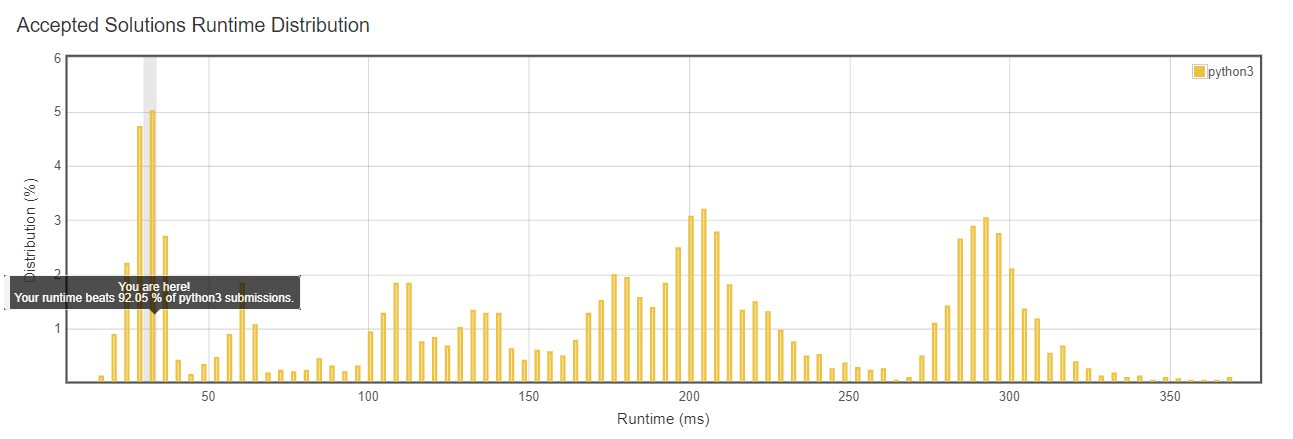 Accepted Solutions Runtime Distribution
6
python3
5
4
3
Distribution (%)
2
You are here!
Your runtime beats 92.05 % of python3 submissions.
1
50 100 150 200 250 300 350
Runtime (ms)